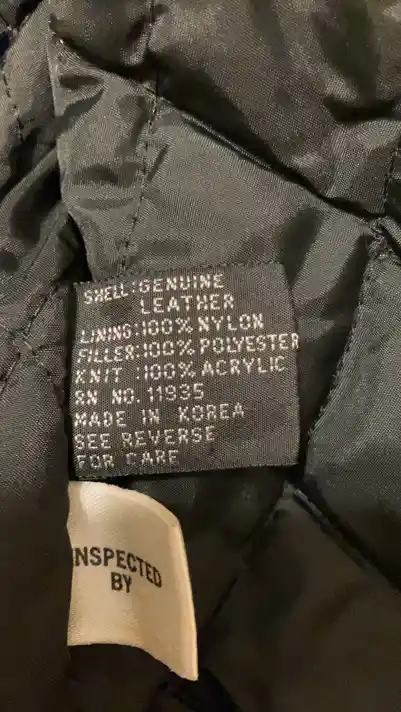 SHELL:GENUINE
LEATHER
LINING:100% NYLON
FILLER:100% POLYESTER
KNIT :100% ACRYLIC
RN NO. 11935
MADE IN KOREA
SEE REVERSE
FOR CARE
INSPECTED
BY